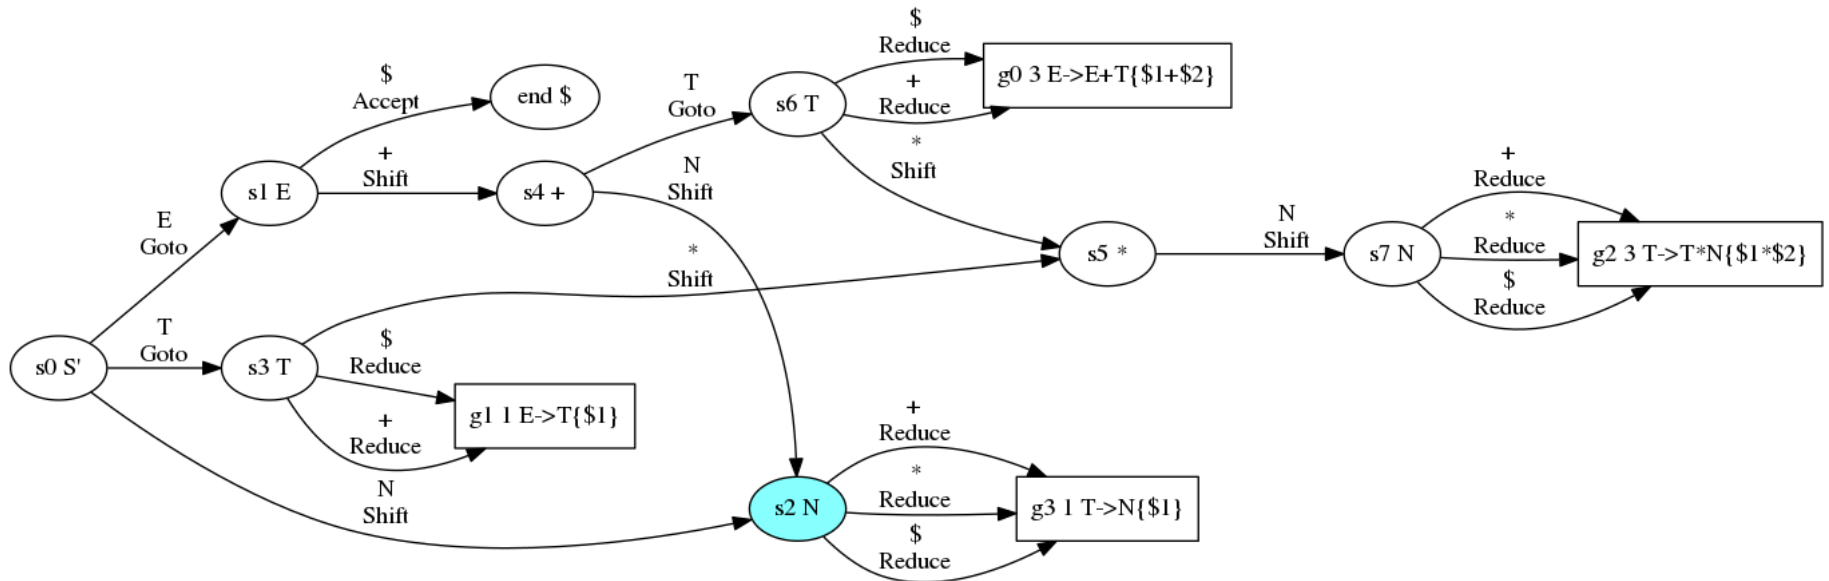 $
Reduce
g0 3 E->E+T{$1+$2}
+
Reduce
$
Accept
end $
T
Goto
s6 T
*
Shift
+
Shift
s1 E
s4 +
N
Shift
+
Reduce
*
Reduce
g2 3 T->T*N{$1*$2}
$
Reduce
E
Goto
*
Shift
s5 *
N
Shift
s7 N
T
Goto
s0 S'
s3 T
$
Reduce
g1 1 E->T{$1}
+
Reduce
N
Shift
s2 N
+
Reduce
*
Reduce
g3 1 T->N{$1}
$
Reduce